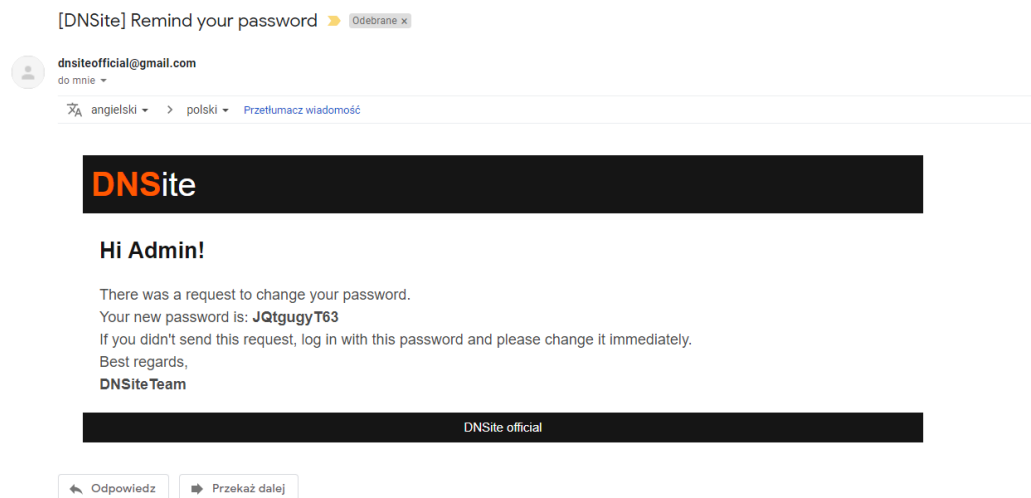 [DNSite] Remind your password Odebrane x
dnsiteofficial@gmail.com
do mnie
angielski > polski Przetłumacz wiadomość
DNSite
Hi Admin!
There was a request to change your password.
Your new password is: JQtgugyT63
If you didn't send this request, log in with this password and please change it immediately.
Best regards,
DNSiteTeam
DNSite official
Odpowiedz Przekaż dalej